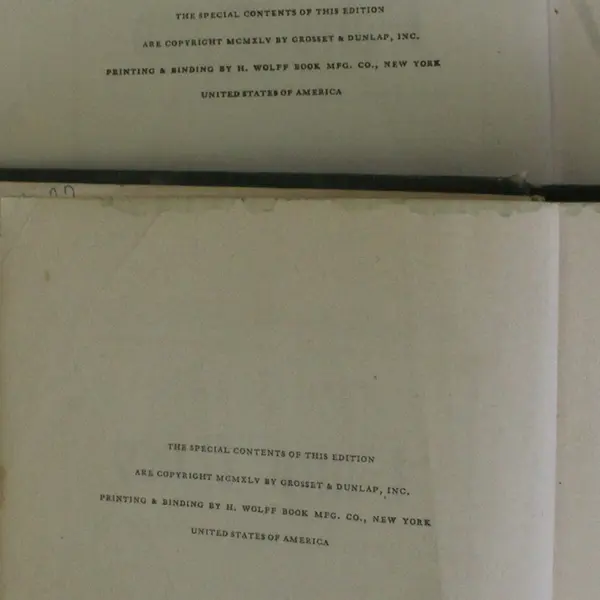 THE SPECIAL CONTENTS OF THIS EDITION
ARE COPYRIGHT MCMXLV BY GROSSET & DUNLAP, INC.
PRINTING & BINDING BY H. WOLFF BOOK MFG. CO., NEW YORK
UNITED STATES OF AMERICA
THE SPECIAL CONTENTS OF THIS EDITION
ARE COPYRIGHT MCMXLV BY GROSSET & DUNLAP, INC.
PRINTING & BINDING BY H. WOLFF BOOK MFG. CO., NEW YORK
UNITED STATES OF AMERICA